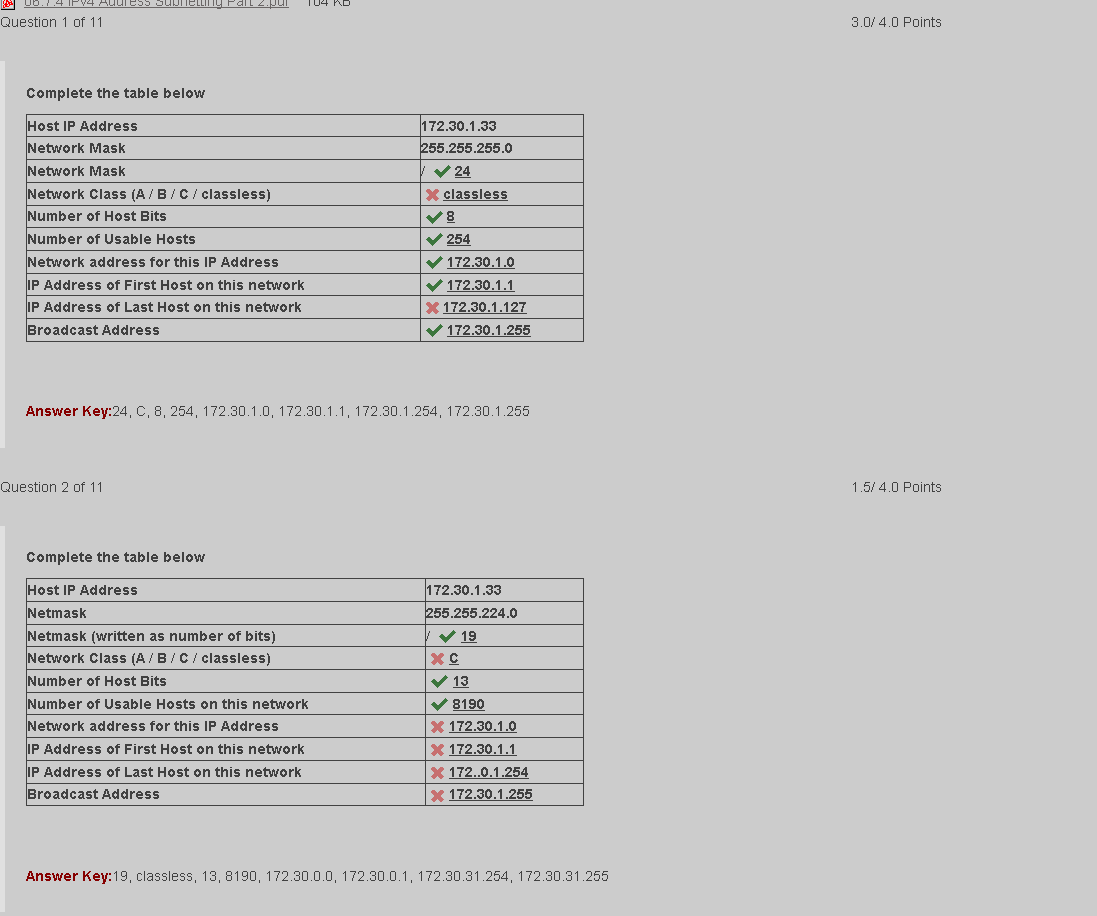 06.7.4 IPv4 Address Subnetting Part 2.pdf 104 KB
Question 1 of 11 3.0/ 4.0 Points
Complete the table below
Host IP Address 172.30.1.33
Network Mask 255.255.255.0
Network Mask / 24
Network Class (A / B / C / classless) classless
Number of Host Bits 8
Number of Usable Hosts 254
Network address for this IP Address 172.30.1.0
IP Address of First Host on this network 172.30.1.1
IP Address of Last Host on this network 172.30.1.127
Broadcast Address 172.30.1.255
Answer Key:24, C, 8, 254, 172.30.1.0, 172.30.1.1, 172.30.1.254, 172.30.1.255
Question 2 of 11 1.5/ 4.0 Points
Complete the table below
Host IP Address 172.30.1.33
Netmask 255.255.224.0
Netmask (written as number of bits) / 19
Network Class (A / B / C / classless) C
Number of Host Bits 13
Number of Usable Hosts on this network 8190
Network address for this IP Address 172.30.1.0
IP Address of First Host on this network 172.30.1.1
IP Address of Last Host on this network 172..0.1.254
Broadcast Address 172.30.1.255
Answer Key:19, classless, 13, 8190, 172.30.0.0, 172.30.0.1, 172.30.31.254, 172.30.31.255